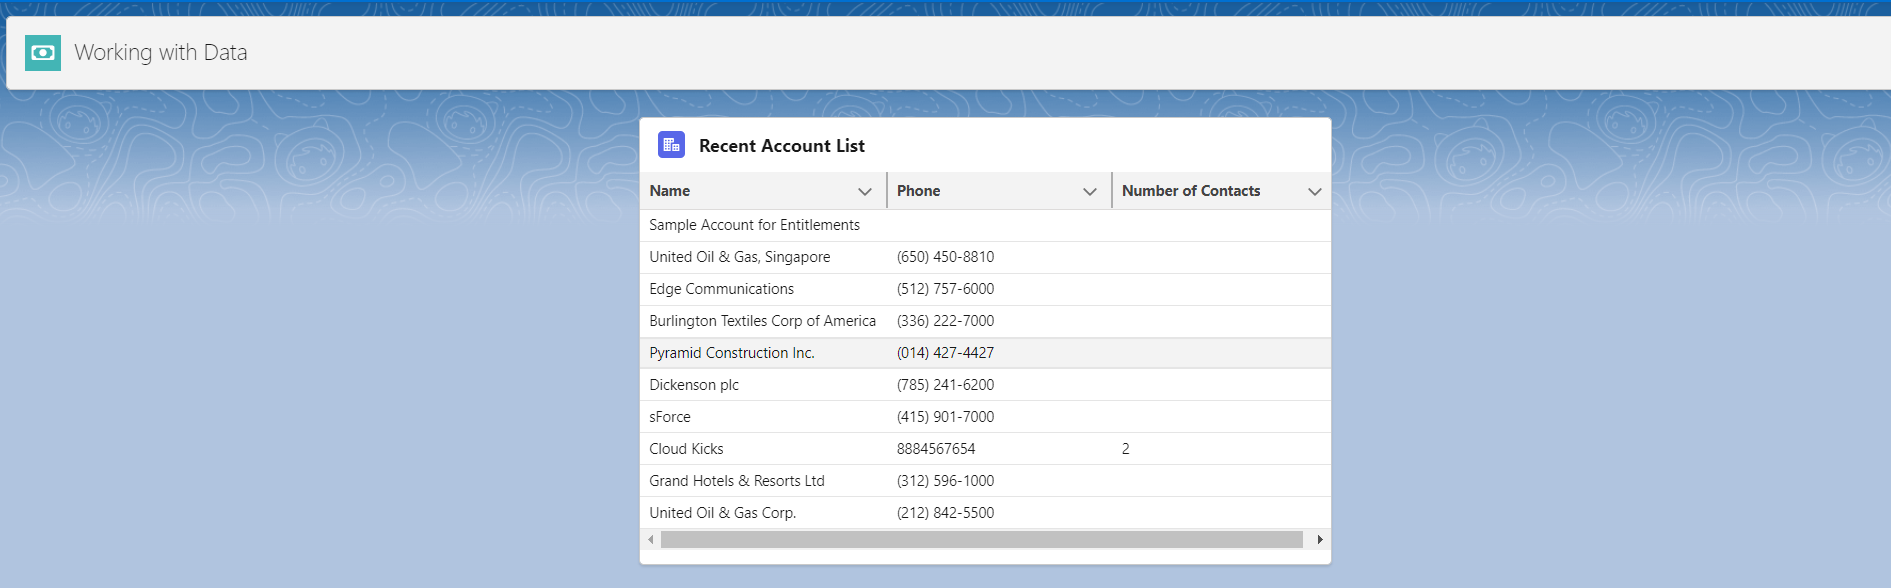 Working with Data
Recent Account List
Name Phone Number of Contacts
Sample Account for Entitlements
United Oil & Gas, Singapore (650) 450-8810
Edge Communications (512) 757-6000
Burlington Textiles Corp of America (336) 222-7000
Pyramid Construction Inc. (014) 427-4427
Dickenson plc (785) 241-6200
sForce (415) 901-7000
Cloud Kicks 8884567654 2
Grand Hotels & Resorts Ltd (312) 596-1000
United Oil & Gas Corp. (212) 842-5500